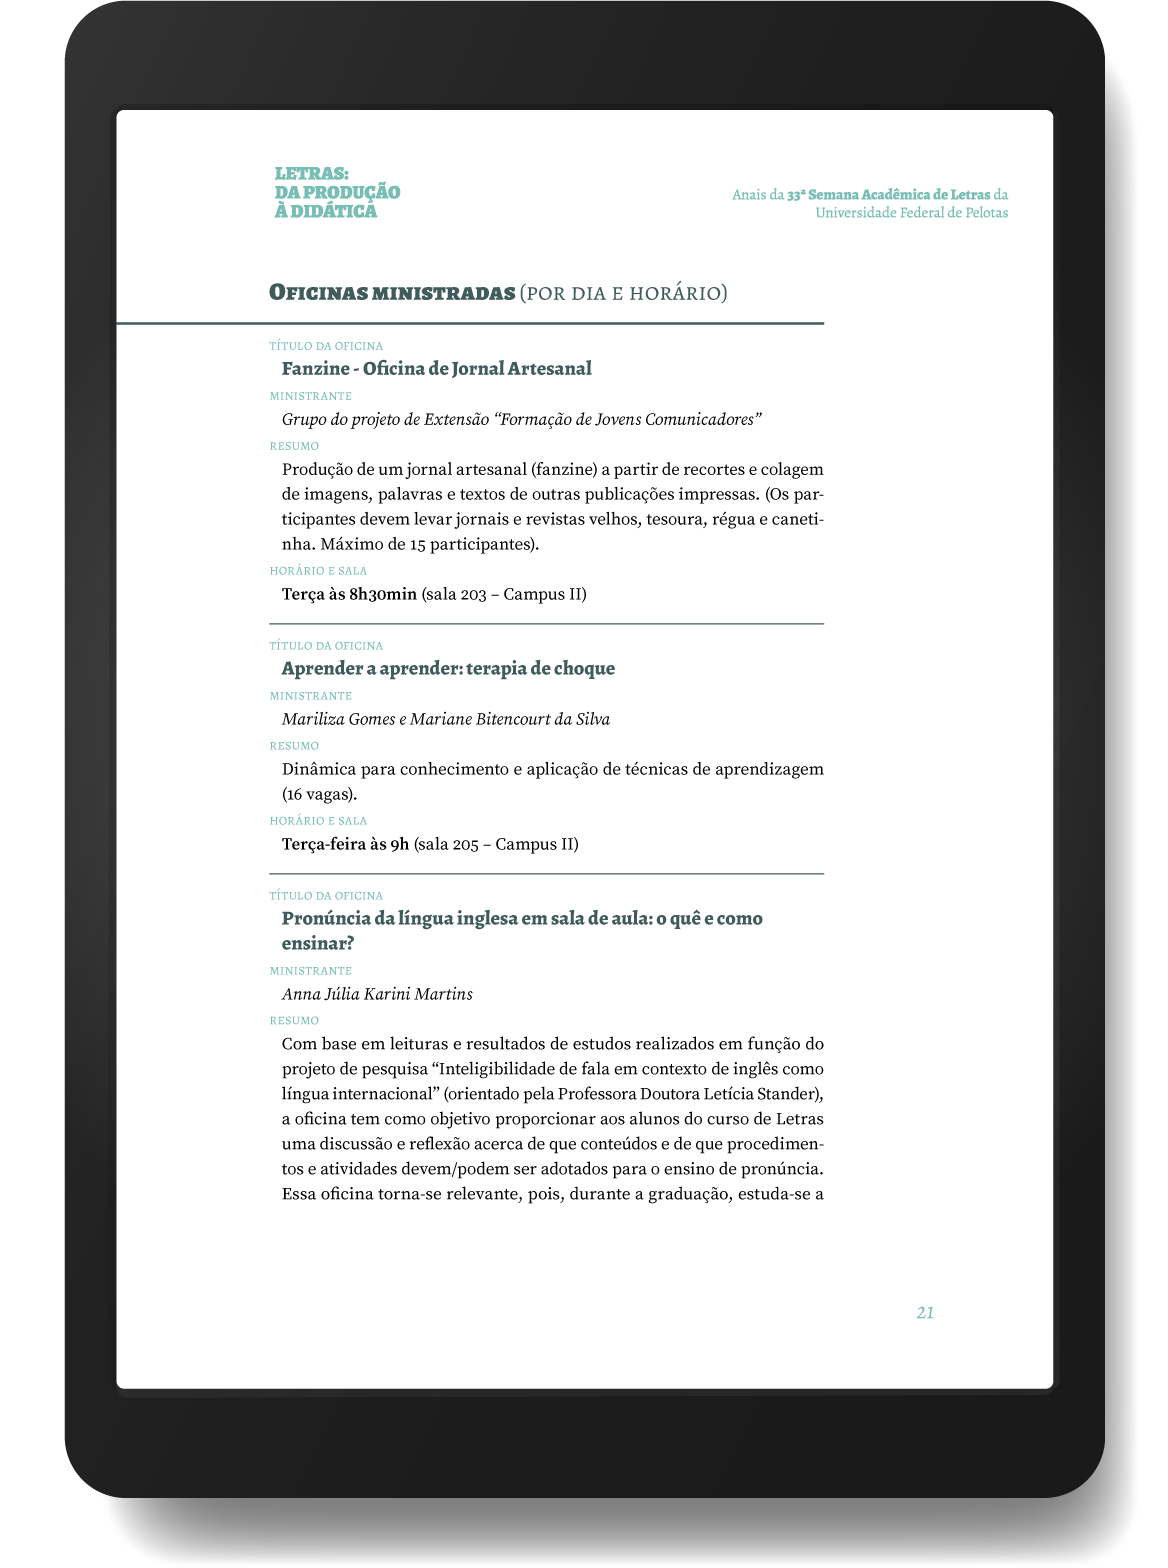 LETRAS:
DA PRODUÇÃO
À DIDÁTICA
Anais da 33ª Semana Acadêmica de Letras da
Universidade Federal de Pelotas
OFICINAS MINISTRADAS (POR DIA E HORÁRIO)
TÍTULO DA OFICINA
Fanzine - Oficina de Jornal Artesanal
MINISTRANTE
Grupo do projeto de Extensão “Formação de Jovens Comunicadores”
RESUMO
Produção de um jornal artesanal (fanzine) a partir de recortes e colagem
de imagens, palavras e textos de outras publicações impressas. (Os par-
ticipantes devem levar jornais e revistas velhos, tesoura, régua e caneti-
nha. Máximo de 15 participantes).
HORÁRIO E SALA
Terça às 8h30min (sala 203 – Campus II)
TÍTULO DA OFICINA
Aprender a aprender: terapia de choque
MINISTRANTE
Mariliza Gomes e Mariane Bitencourt da Silva
RESUMO
Dinâmica para conhecimento e aplicação de técnicas de aprendizagem
(16 vagas).
HORÁRIO E SALA
Terça-feira às 9h (sala 205 – Campus II)
TÍTULO DA OFICINA
Pronúncia da língua inglesa em sala de aula: o quê e como
ensinar?
MINISTRANTE
Anna Júlia Karini Martins
RESUMO
Com base em leituras e resultados de estudos realizados em função do
projeto de pesquisa “Inteligibilidade de fala em contexto de inglês como
língua internacional” (orientado pela Professora Doutora Letícia Stander),
a oficina tem como objetivo proporcionar aos alunos do curso de Letras
uma discussão e reflexão acerca de que conteúdos e de que procedimen-
tos e atividades devem/podem ser adotados para o ensino de pronúncia.
Essa oficina torna-se relevante, pois, durante a graduação, estuda-se a
21